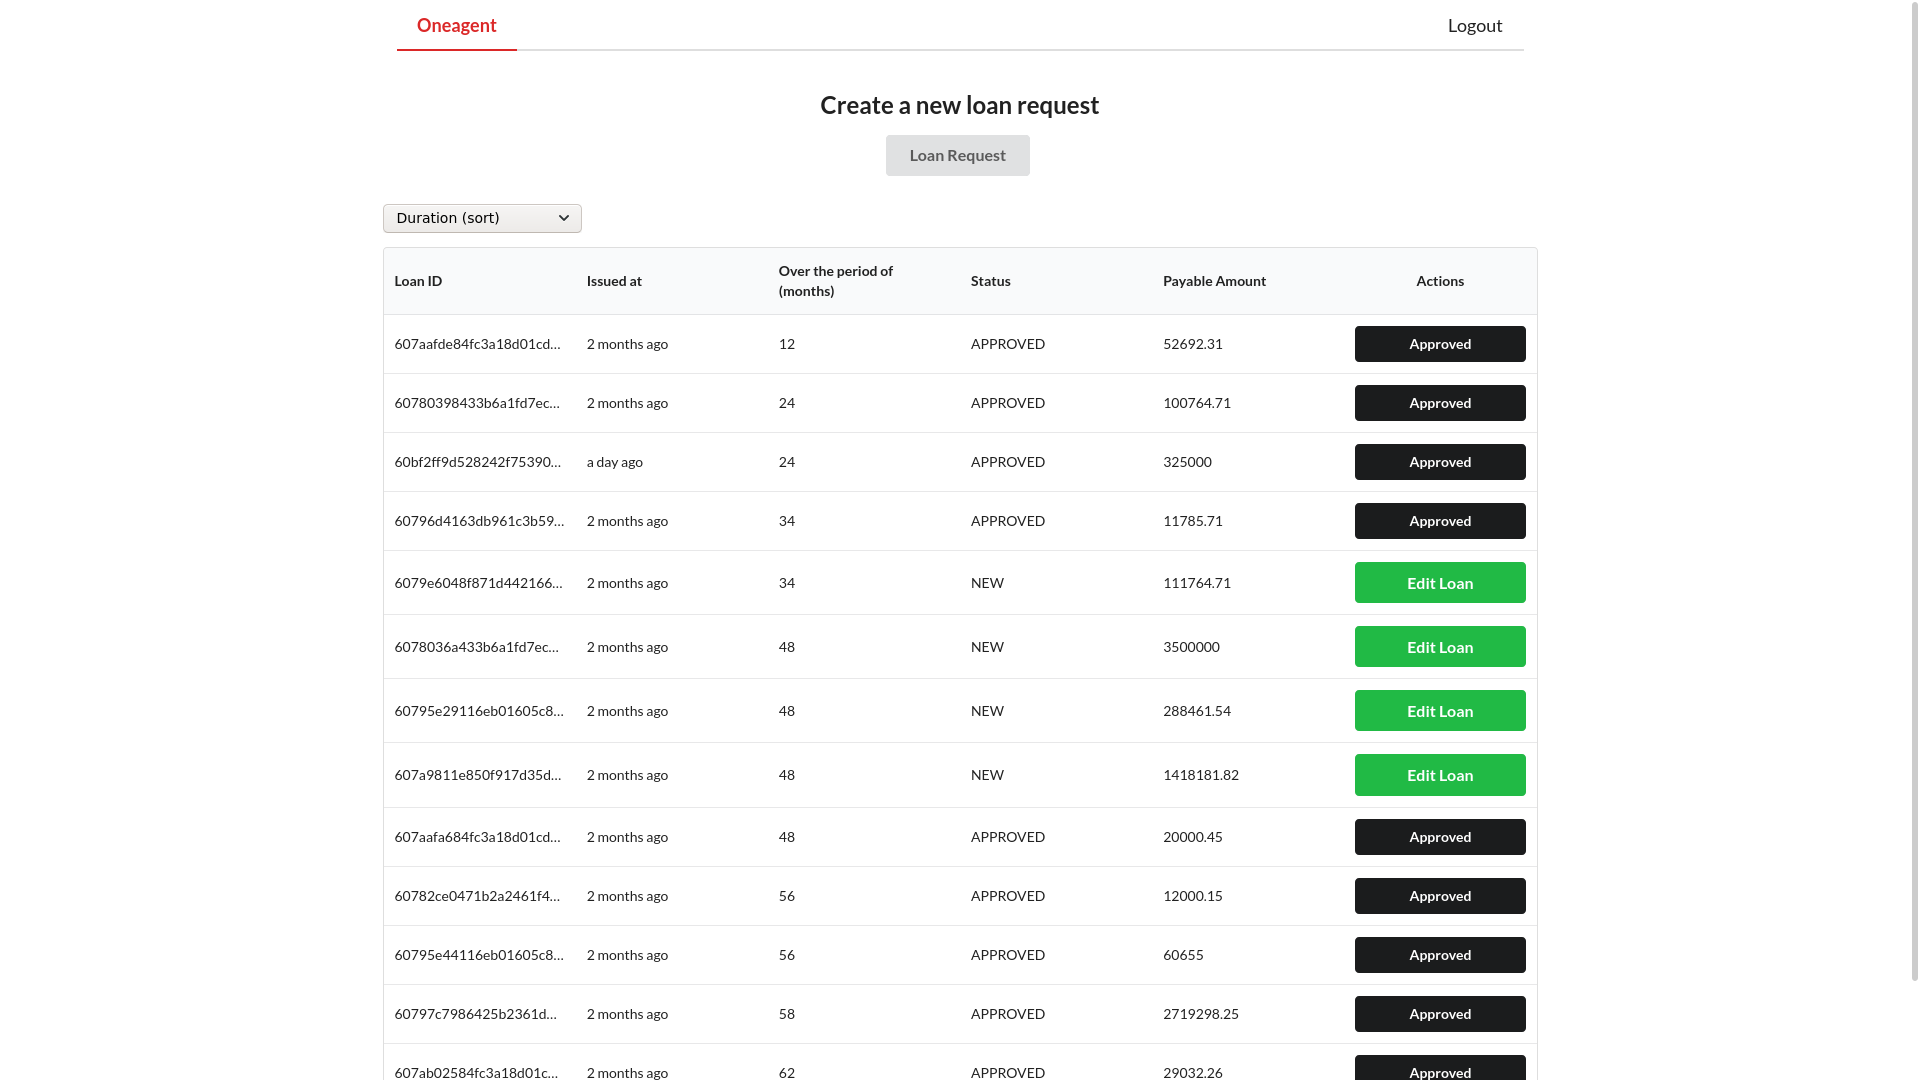 Oneagent Logout
Create a new loan request
Loan Request
Duration (sort)
Loan ID Issued at Over the period of (months) Status Payable Amount Actions
607aafde84fc3a18d01cd... 2 months ago 12 APPROVED 52692.31 Approved
60780398433b6a1fd7ec... 2 months ago 24 APPROVED 100764.71 Approved
60bf2ff9d528242f75390... a day ago 24 APPROVED 325000 Approved
60796d4163db961c3b59... 2 months ago 34 APPROVED 11785.71 Approved
6079e6048f871d442166... 2 months ago 34 NEW 111764.71 Edit Loan
6078036a433b6a1fd7ec... 2 months ago 48 NEW 3500000 Edit Loan
60795e29116eb01605c8... 2 months ago 48 NEW 288461.54 Edit Loan
607a9811e850f917d35d... 2 months ago 48 NEW 1418181.82 Edit Loan
607aafa684fc3a18d01cd... 2 months ago 48 APPROVED 20000.45 Approved
60782ce0471b2a2461f4... 2 months ago 56 APPROVED 12000.15 Approved
60795e44116eb01605c8... 2 months ago 56 APPROVED 60655 Approved
60797c7986425b2361d... 2 months ago 58 APPROVED 2719298.25 Approved
607ab02584fc3a18d01c... 2 months ago 62 APPROVED 29032.26 Approved